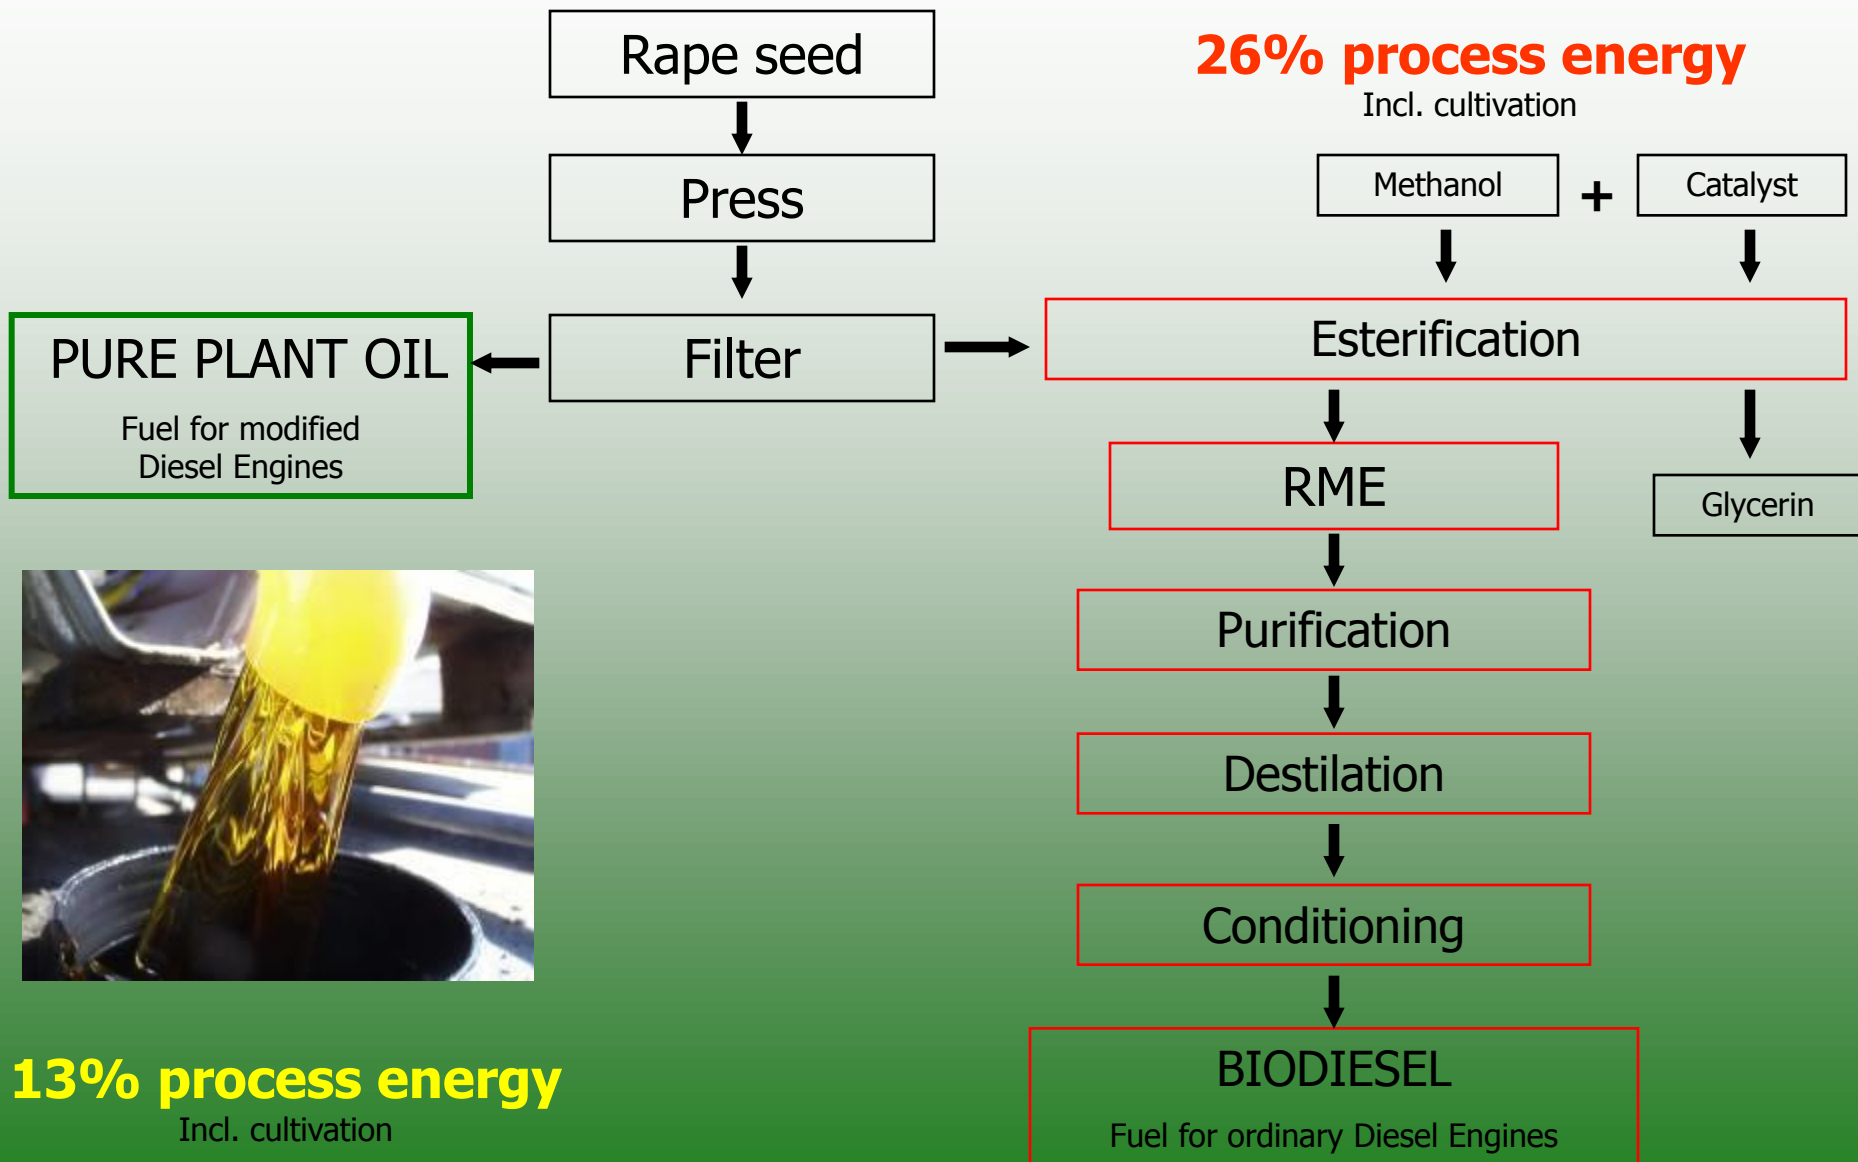 Rape seed
26% process energy
Incl. cultivation
Press
Methanol
+
Catalyst
PURE PLANT OIL
Fuel for modified
Diesel Engines
Filter
Esterification
RME
Glycerin
Purification
Destilation
Conditioning
13% process energy
Incl. cultivation
BIODIESEL
Fuel for ordinary Diesel Engines